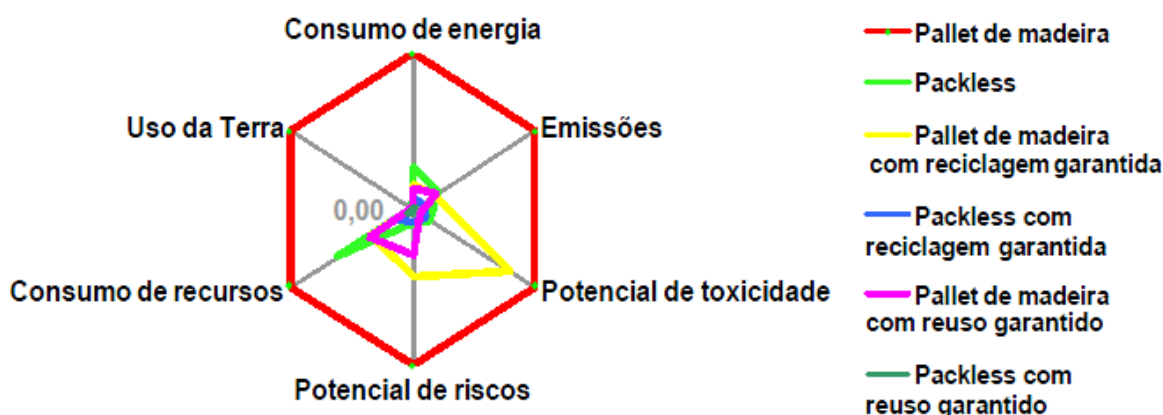 Consumo de energia
Uso da Terra
Emissões
0,00
Consumo de recursos
Potencial de toxicidade
Potencial de riscos
Pallet de madeira
Packless
Pallet de madeira
com reciclagem garantida
Packless com
reciclagem garantida
Pallet de madeira
com reuso garantido
Packless com
reuso garantido